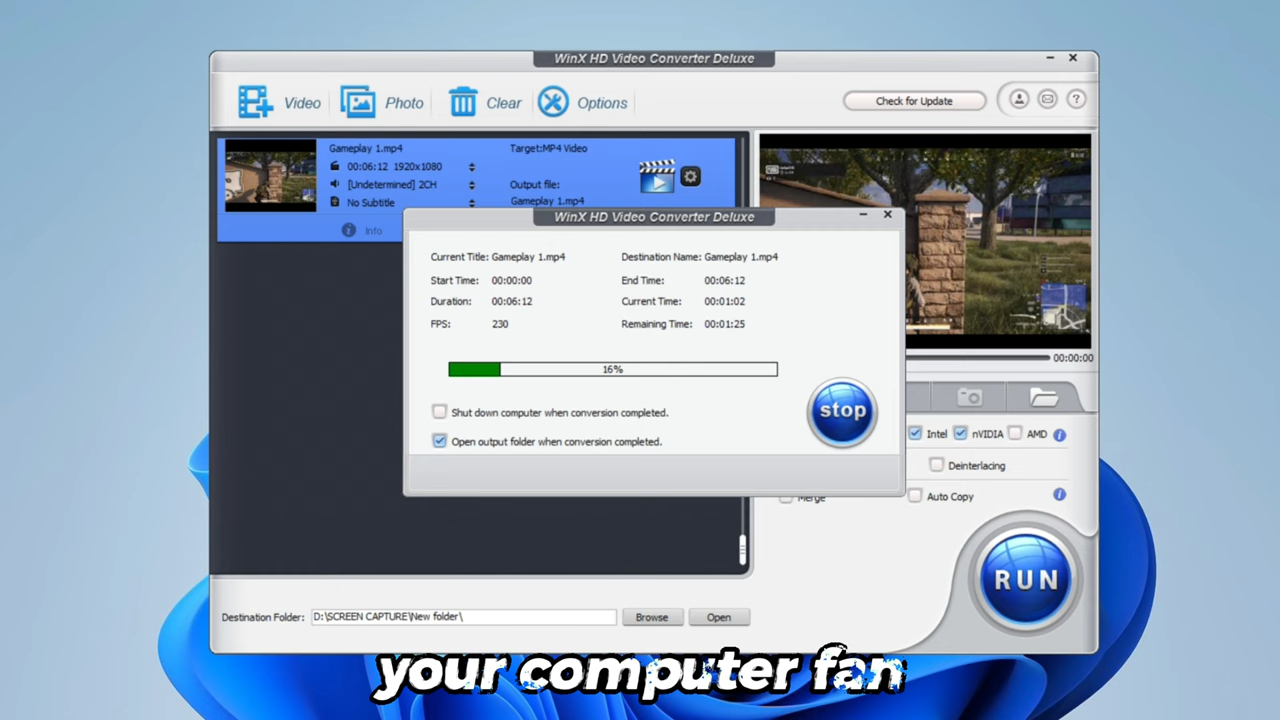 WinX HD Video Converter Deluxe
Video
Photo
Clear
Options
Check for Update
?
Gameplay 1.mp4
Target:MP4 Video
00:06:12 1920x1080
[Undetermined] 2CH
Output file:
No Subtitle
Gameplay 1.mp4
i Info
WinX HD Video Converter Deluxe
Current Title: Gameplay 1.mp4
Destination Name: Gameplay 1.mp4
Start Time: 00:00:00
End Time: 00:06:12
Duration: 00:06:12
Current Time: 00:01:02
FPS: 230
Remaining Time: 00:01:25
16%
Shut down computer when conversion completed.
Open output folder when conversion completed.
stop
00:00:00
Intel nVIDIA AMD i
Deinterlacing
Merge
Auto Copy i
RUN
Destination Folder: D:\SCREEN CAPTURE\New folder\
Browse
Open
your computer fan